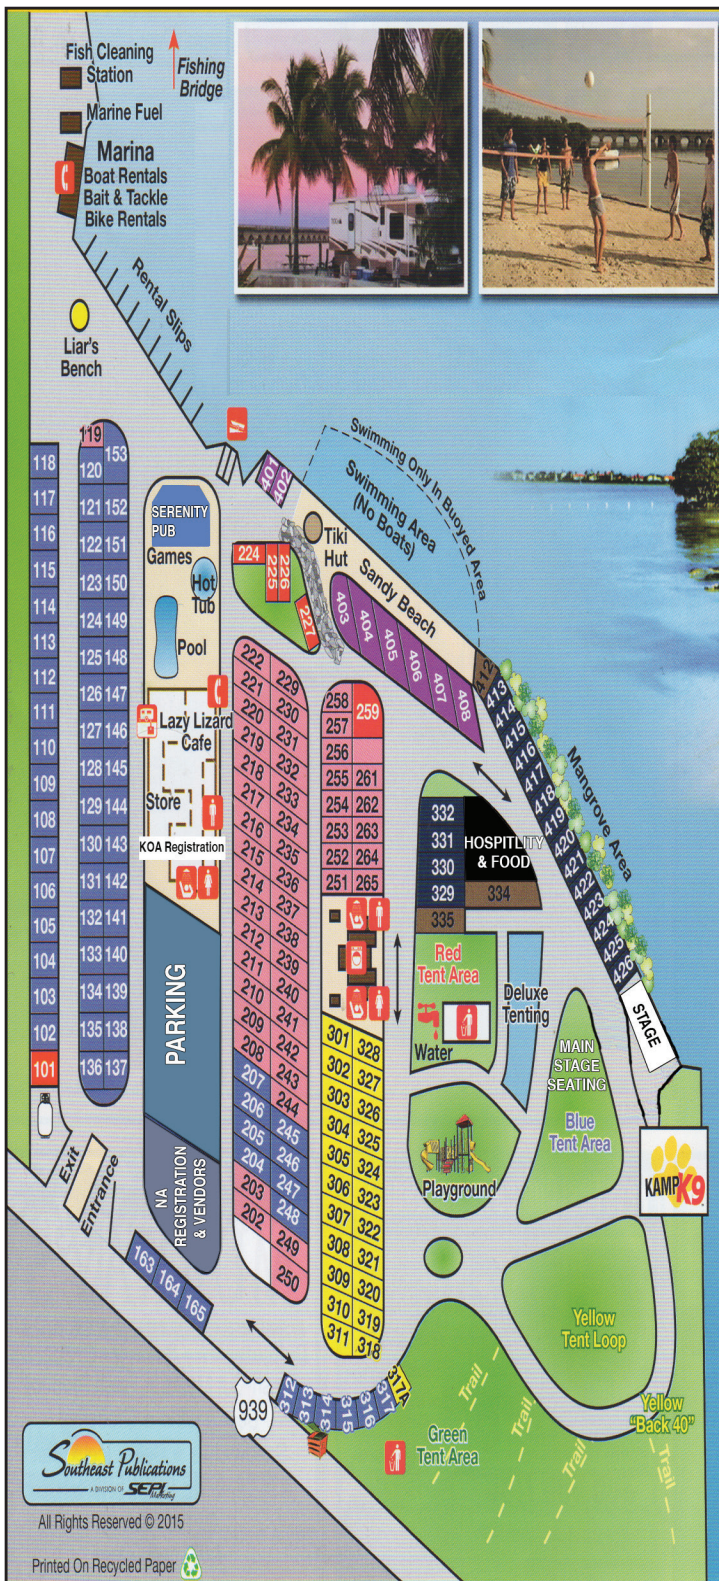 Fish Cleaning
Station
Fishing
Bridge
Marine Fuel
Marina
Boat Rentals
Bait & Tackle
Bike Rentals
Rental Slips
Liar's
Bench
118
117
116
115
114
113
112
111
110
109
108
107
106
105
104
103
102
101
119
120
121
122
123
124
125
126
127
128
129
130
131
132
133
134
135
136
153
152
151
150
149
148
147
146
145
144
143
142
141
140
139
138
137
SERENITY
PUB
Games
Hot
Tub
Pool
Lazy Lizard
Cafe
Store
KOA Registration
PARKING
NA
REGISTRATION
& VENDORS
401
402
Swimming Only In Buoyed Area
Swimming Area
(No Boats)
Tiki
Hut
Sandy Beach
224
225
226
227
403
404
405
406
407
408
412
413
414
415
416
417
418
419
420
421
422
423
424
425
426
Mangrove Area
222
221
220
219
218
217
216
215
214
213
212
211
210
209
208
207
206
205
204
203
202
229
230
231
232
233
234
235
236
237
238
239
240
241
242
243
244
245
246
247
248
249
250
258
257
256
255
254
253
252
251
259
261
262
263
264
265
332
331
330
329
335
334
HOSPITLITY
& FOOD
Red
Tent Area
Water
Deluxe
Tenting
STAGE
MAIN
STAGE
SEATING
Blue
Tent Area
Playground
KAMP K9
301
302
303
304
305
306
307
308
309
310
311
328
327
326
325
324
323
322
321
320
319
318
Exit
Entrance
163
164
165
939
312
313
314
315
316
317
317A
Yellow
Tent Loop
Yellow
"Back 40"
Green
Tent Area
Trail
Trail
Trail
Trail
Southeast Publications
A DIVISION OF SEPI Marketing
All Rights Reserved © 2015
Printed On Recycled Paper